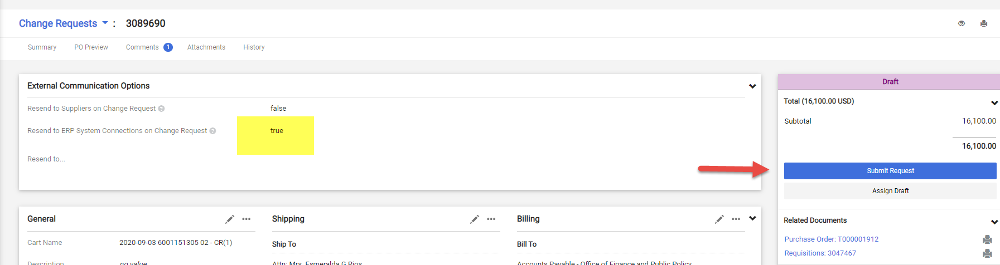 Change Requests : 3089690
Summary PO Preview Comments 1 Attachments History
External Communication Options
Resend to Suppliers on Change Request ? false
Resend to ERP System Connections on Change Request ? true
Resend to...
Draft
Total (16,100.00 USD)
Subtotal 16,100.00
16,100.00
Submit Request
Assign Draft
General
Cart Name 2020-09-03 6001151305 02 - CR(1)
Description no value
Shipping
Ship To
Attn: Mrs. Esmeralda G Rios
Billing
Bill To
Accounts Payable - Office of Finance and Public Policy
Related Documents
Purchase Order: T000001912
Requisitions: 3047467